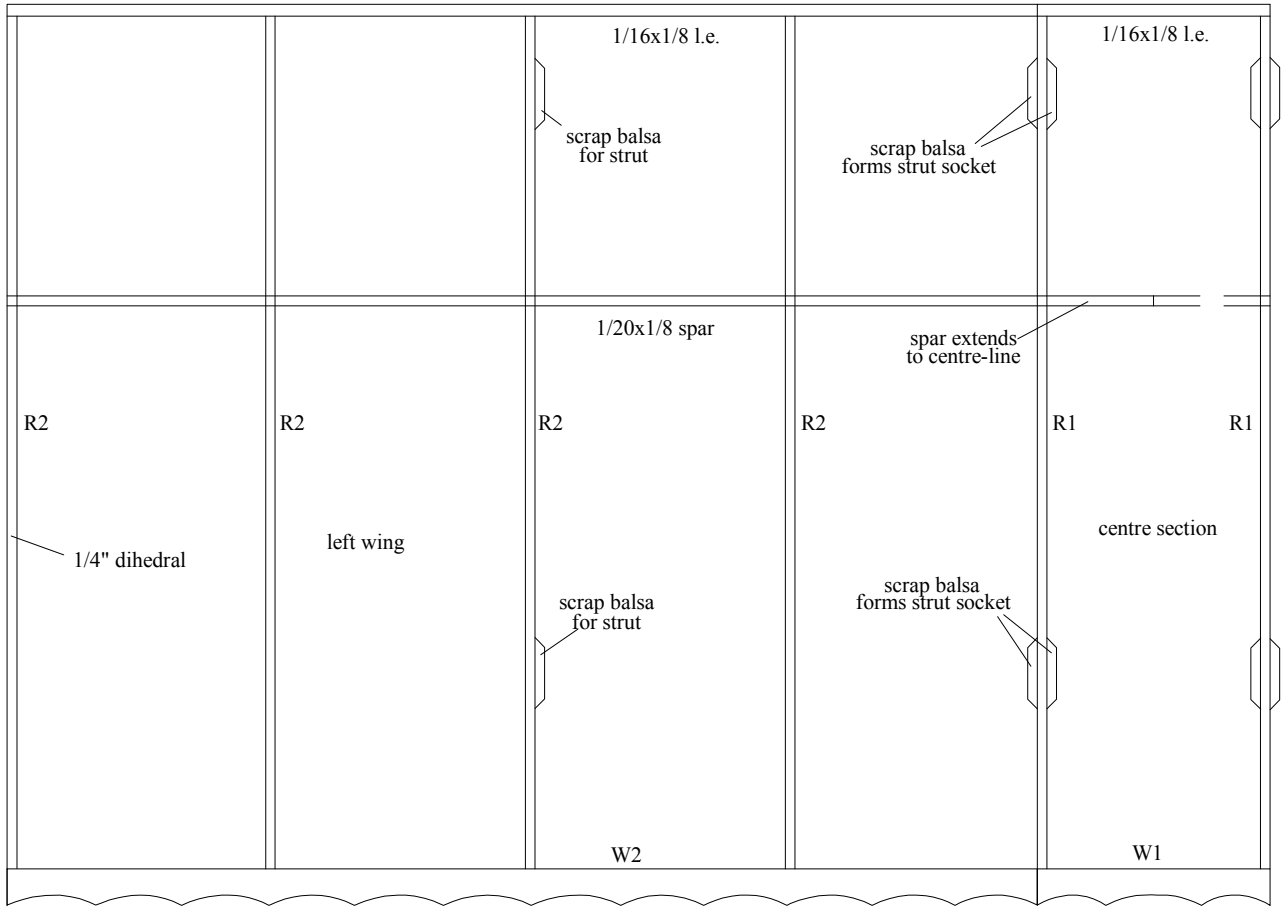 1/16x1/8 l.e.
1/16x1/8 l.e.
scrap balsa
for strut
scrap balsa
forms strut socket
1/20x1/8 spar
spar extends
to centre-line
R2
R2
R2
R2
R1
R1
left wing
centre section
1/4" dihedral
scrap balsa
for strut
scrap balsa
forms strut socket
W2
W1